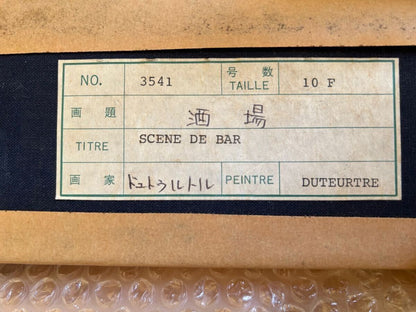 NO. 3541 号数 TAILLE 10 F
画題 酒場
TITRE SCENE DE BAR
画家 ドュトゥルトル PEINTRE DUTEURTRE